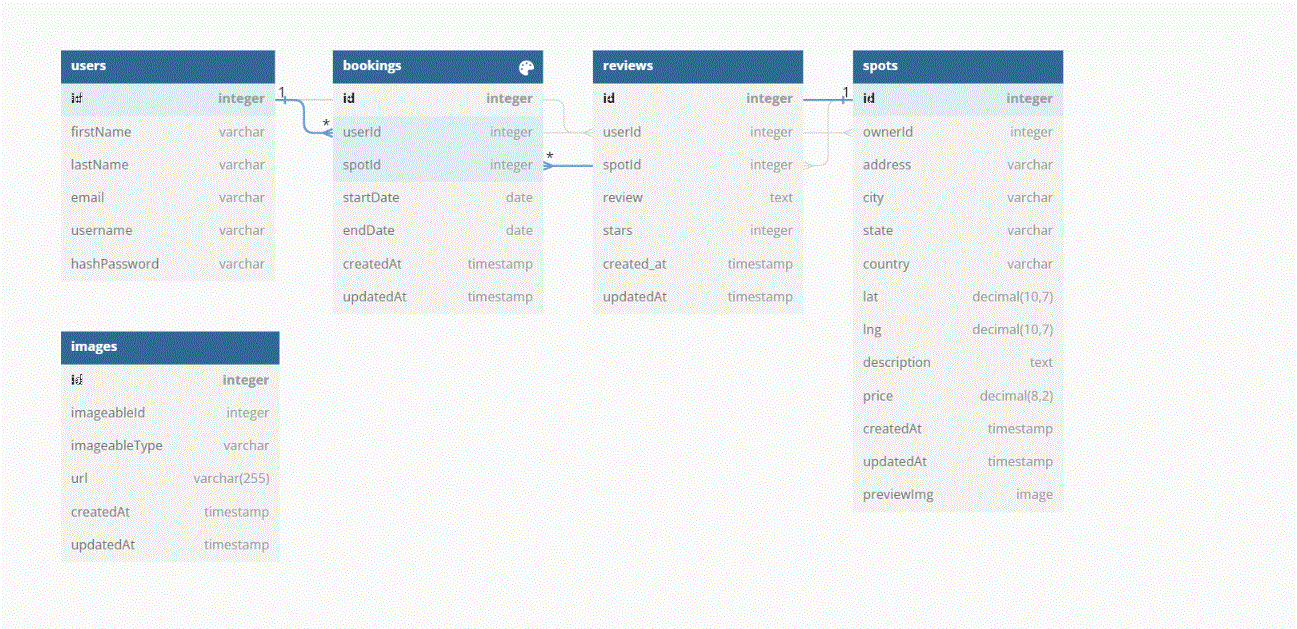 users
id integer
firstName varchar
lastName varchar
email varchar
username varchar
hashPassword varchar
1
*
bookings
id integer
userId integer
spotId integer
startDate date
endDate date
createdAt timestamp
updatedAt timestamp
*
reviews
id integer
userId integer
spotId integer
review text
stars integer
created_at timestamp
updatedAt timestamp
1
spots
id integer
ownerId integer
address varchar
city varchar
state varchar
country varchar
lat decimal(10,7)
lng decimal(10,7)
description text
price decimal(8,2)
createdAt timestamp
updatedAt timestamp
previewImg image
images
id integer
imageableId integer
imageableType varchar
url varchar(255)
createdAt timestamp
updatedAt timestamp